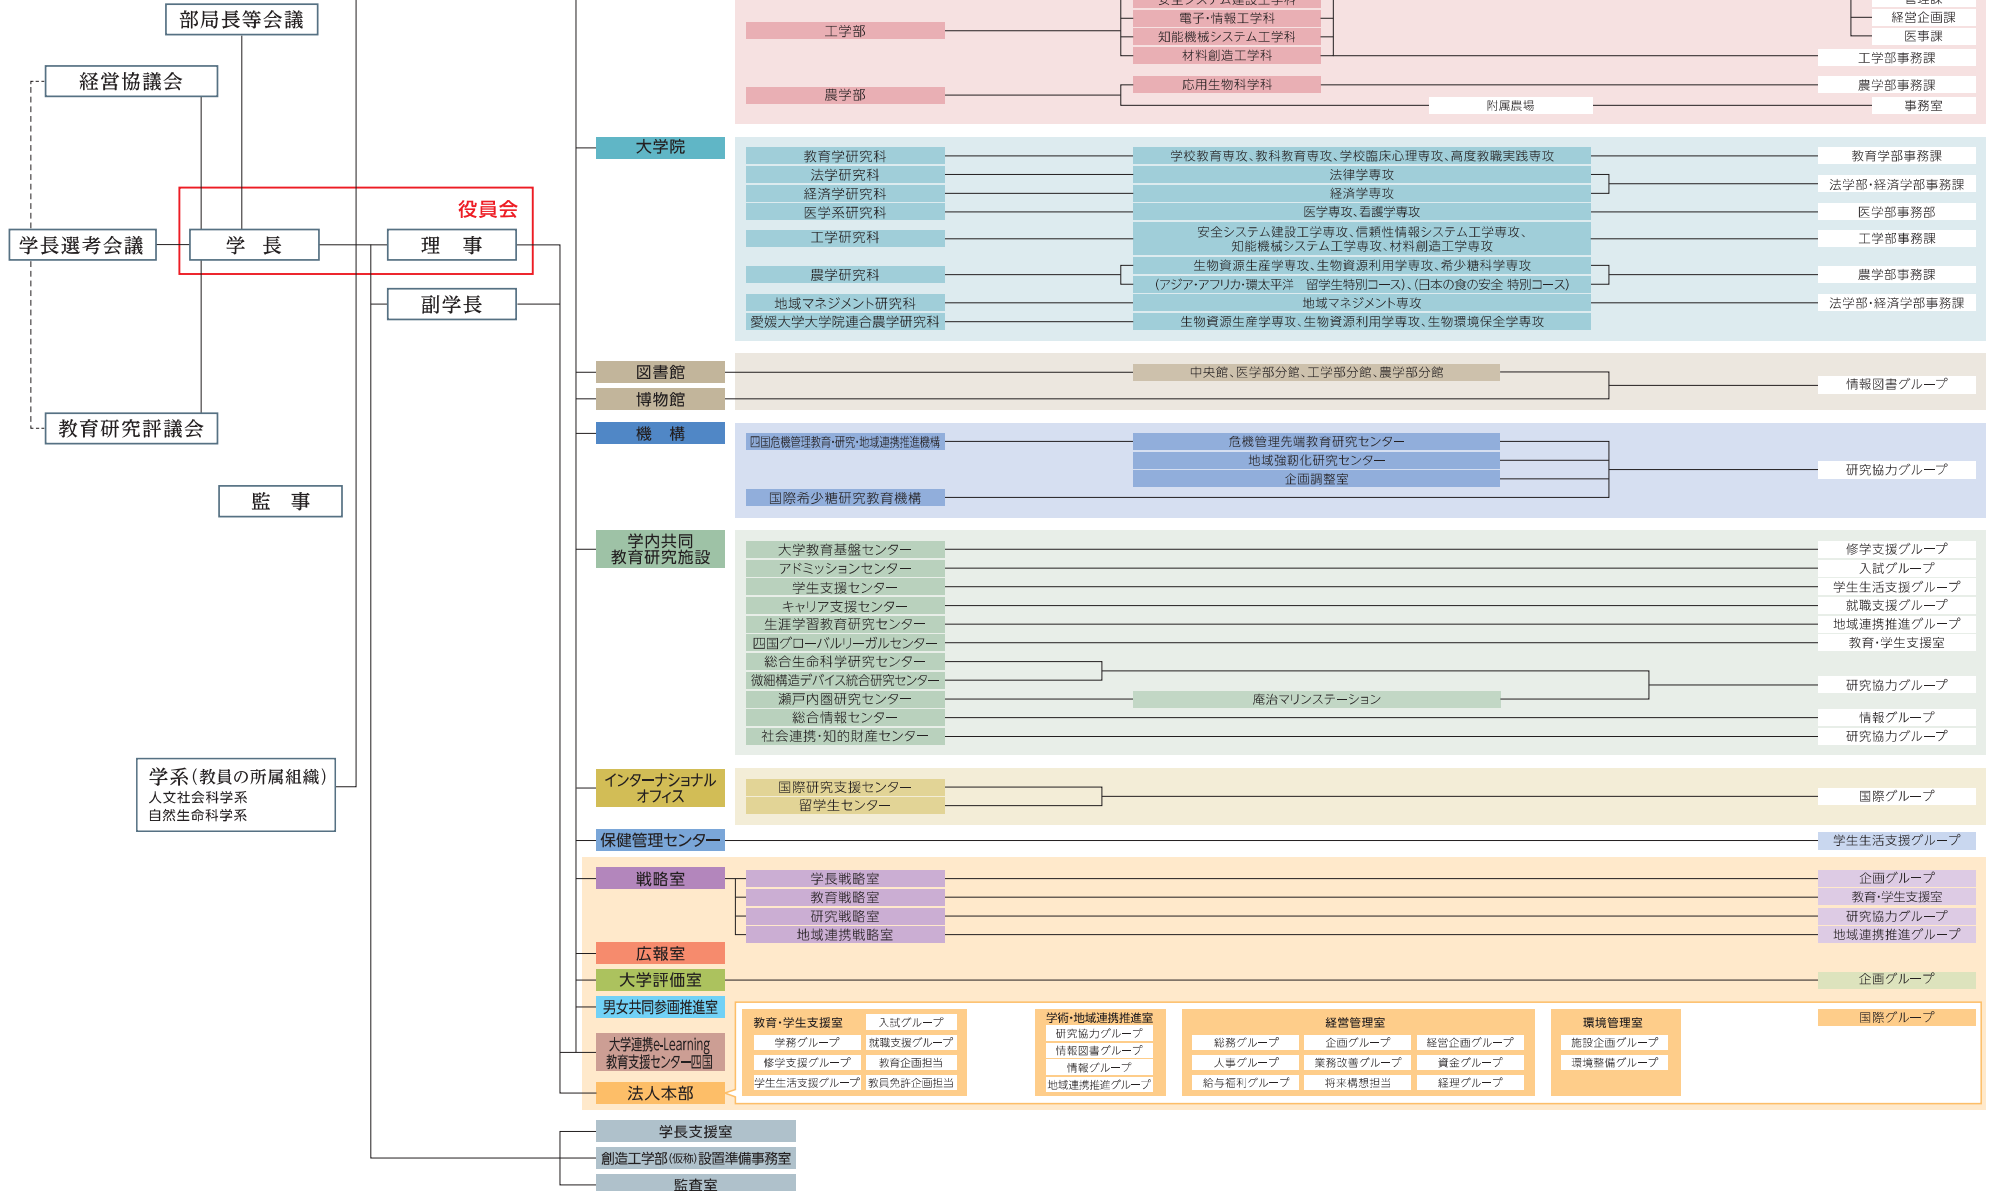 部局長等会議
経営協議会
役員会
学長選考会議
学　長
理　事
副学長
教育研究評議会
監　事
学系(教員の所属組織)
人文社会科学系
自然生命科学系
安全システム建設工学科
電子・情報工学科
工学部
知能機械システム工学科
材料創造工学科
管理課
経営企画課
医事課
工学部事務課
農学部
応用生物科学科
農学部事務課
附属農場
事務室
大学院
教育学研究科
学校教育専攻、教科教育専攻、学校臨床心理専攻、高度教職実践専攻
教育学部事務課
法学研究科
法律学専攻
法学部・経済学部事務課
経済学研究科
経済学専攻
医学系研究科
医学専攻、看護学専攻
医学部事務部
工学研究科
安全システム建設工学専攻、信頼性情報システム工学専攻、
知能機械システム工学専攻、材料創造工学専攻
工学部事務課
農学研究科
生物資源生産学専攻、生物資源利用学専攻、希少糖科学専攻
(アジア・アフリカ・環太平洋　留学生特別コース)、(日本の食の安全 特別コース)
農学部事務課
地域マネジメント研究科
地域マネジメント専攻
法学部・経済学部事務課
愛媛大学大学院連合農学研究科
生物資源生産学専攻、生物資源利用学専攻、生物環境保全学専攻
図書館
中央館、医学部分館、工学部分館、農学部分館
情報図書グループ
博物館
機　構
四国危機管理教育・研究・地域連携推進機構
危機管理先端教育研究センター
地域強靭化研究センター
企画調整室
研究協力グループ
国際希少糖研究教育機構
学内共同
教育研究施設
大学教育基盤センター
修学支援グループ
アドミッションセンター
入試グループ
学生支援センター
学生生活支援グループ
キャリア支援センター
就職支援グループ
生涯学習教育研究センター
地域連携推進グループ
四国グローバルリーガルセンター
教育・学生支援室
総合生命科学研究センター
微細構造デバイス統合研究センター
研究協力グループ
瀬戸内圏研究センター
庵治マリンステーション
総合情報センター
情報グループ
社会連携・知的財産センター
研究協力グループ
インターナショナル
オフィス
国際研究支援センター
留学生センター
国際グループ
保健管理センター
学生生活支援グループ
戦略室
学長戦略室
企画グループ
教育戦略室
教育・学生支援室
研究戦略室
研究協力グループ
地域連携戦略室
地域連携推進グループ
広報室
大学評価室
企画グループ
男女共同参画推進室
国際グループ
大学連携e-Learning
教育支援センター四国
法人本部
教育・学生支援室
入試グループ
学務グループ
就職支援グループ
修学支援グループ
教育企画担当
学生生活支援グループ
教員免許企画担当
学術・地域連携推進室
研究協力グループ
情報図書グループ
情報グループ
地域連携推進グループ
経営管理室
総務グループ
企画グループ
経営企画グループ
人事グループ
業務改善グループ
資金グループ
給与福利グループ
将来構想担当
経理グループ
環境管理室
施設企画グループ
環境整備グループ
学長支援室
創造工学部(仮称)設置準備事務室
監査室